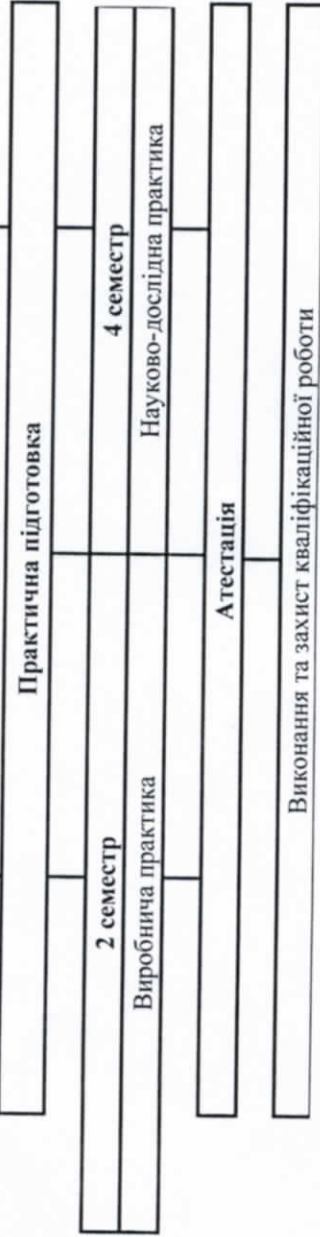 Практична підготовка
2 семестр
4 семестр
Виробнича практика
Науково-дослідна практика
Атестація
Виконання та захист кваліфікаційної роботи